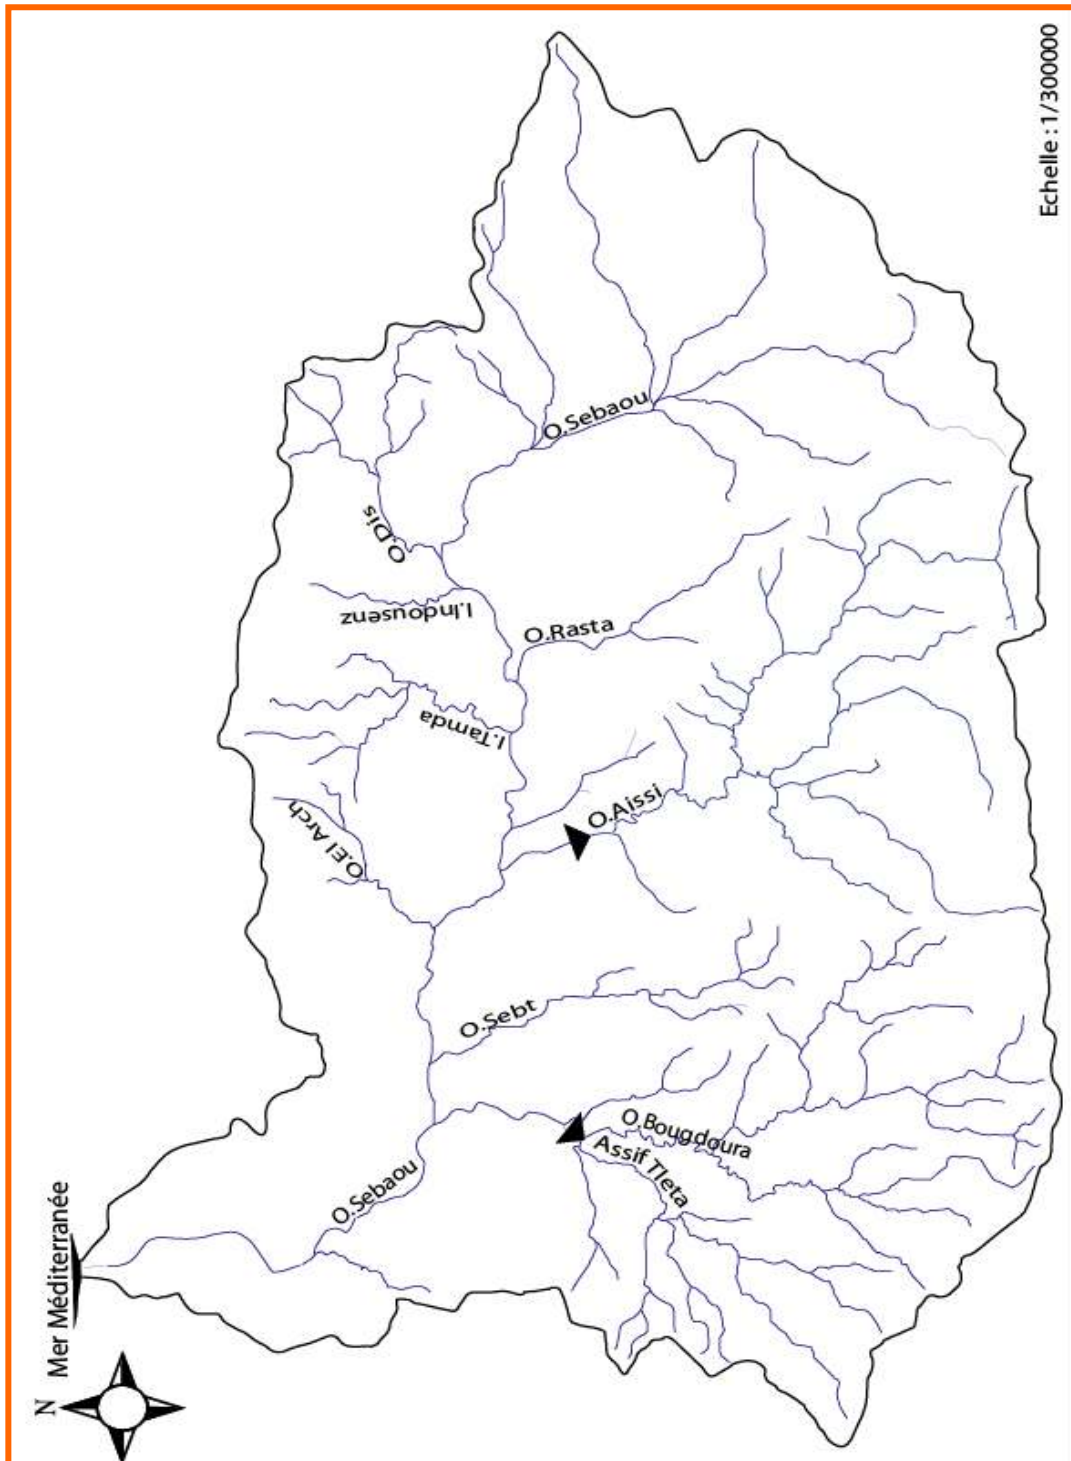 N
Mer Méditerranée
O.Sebaou
O.El Arch
I.Tamda
I.Indousenz
O.Dis
O.Sebt
O.Aissi
O.Rasta
O.Sebaou
O.Bougdoura
Assif Tleta
Echelle : 1/300000